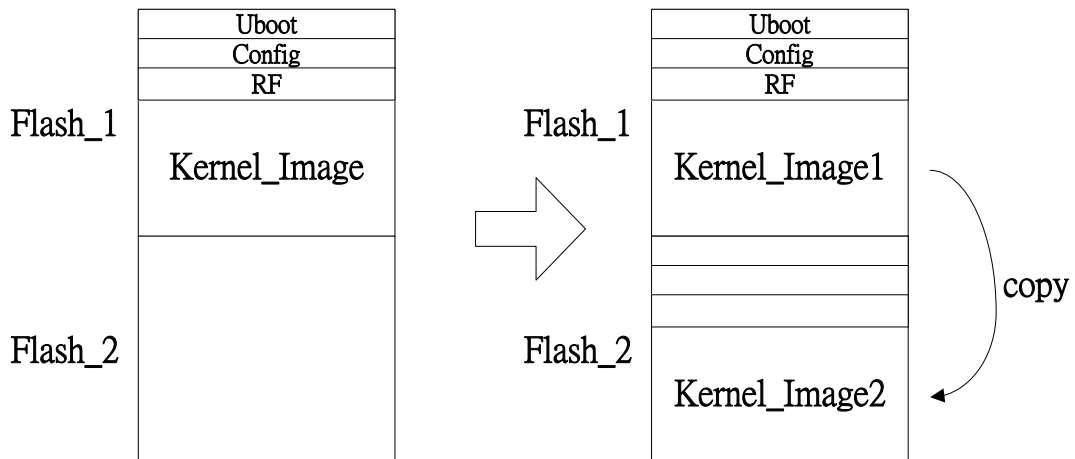 Uboot
Config
RF
Flash_1
Kernel_Image
Flash_2
Uboot
Config
RF
Flash_1
Kernel_Image1
copy
Flash_2
Kernel_Image2